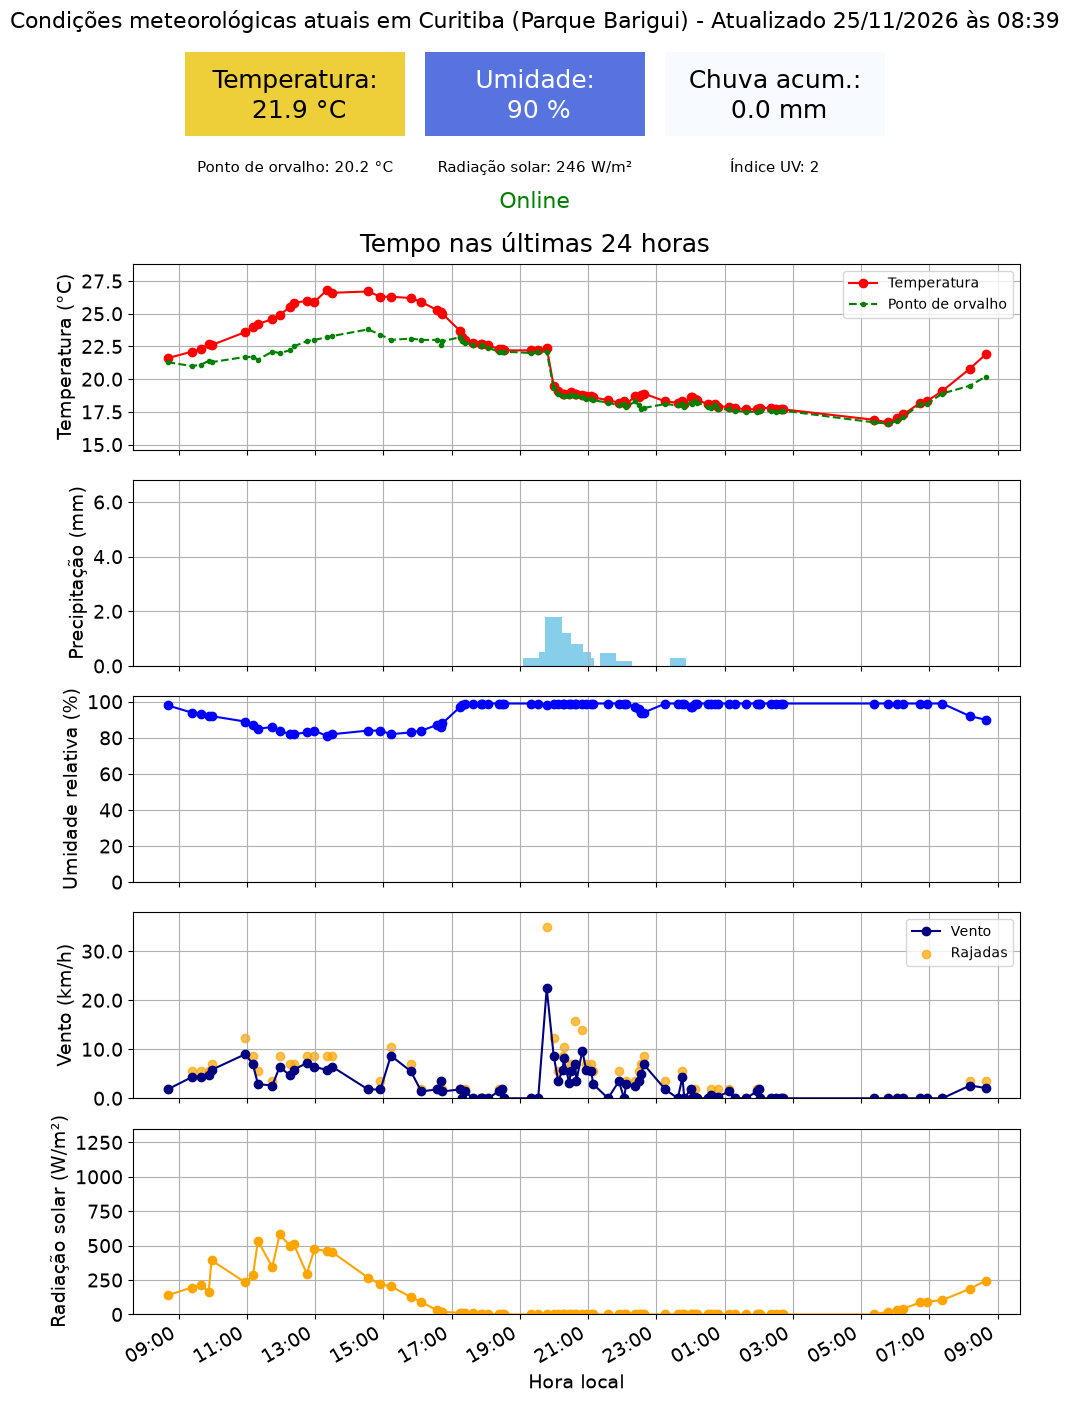 Condições meteorológicas atuais em Curitiba (Parque Barigui) - Atualizado 25/11/2026 às 08:39
Temperatura:
21.9 °C
Umidade:
90 %
Chuva acum.:
0.0 mm
Ponto de orvalho: 20.2 °C
Radiação solar: 246 W/m²
Índice UV: 2
Online
Tempo nas últimas 24 horas
Temperatura (°C)
27.5
25.0
22.5
20.0
17.5
15.0
Temperatura
Ponto de orvalho
Precipitação (mm)
6.0
4.0
2.0
0.0
Umidade relativa (%)
100
80
60
40
20
0
Vento (km/h)
30.0
20.0
10.0
0.0
Vento
Rajadas
Radiação solar (W/m²)
1250
1000
750
500
250
0
09:00
11:00
13:00
15:00
17:00
19:00
21:00
23:00
01:00
03:00
05:00
07:00
09:00
Hora local